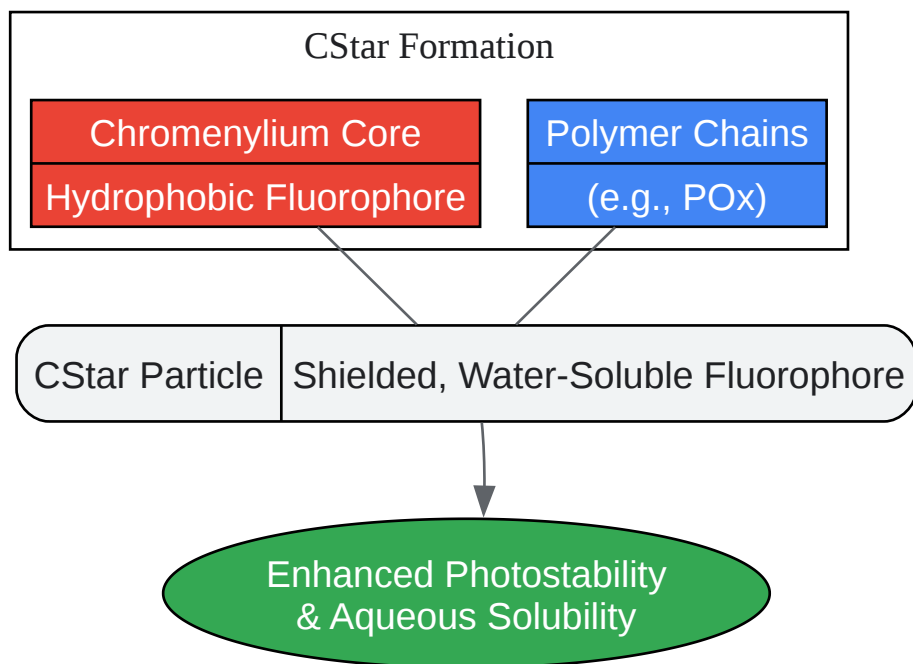 CStar Formation
Chromenylium Core
Hydrophobic Fluorophore
Polymer Chains
(e.g., POx)
CStar Particle
Shielded, Water-Soluble Fluorophore
Enhanced Photostability
& Aqueous Solubility